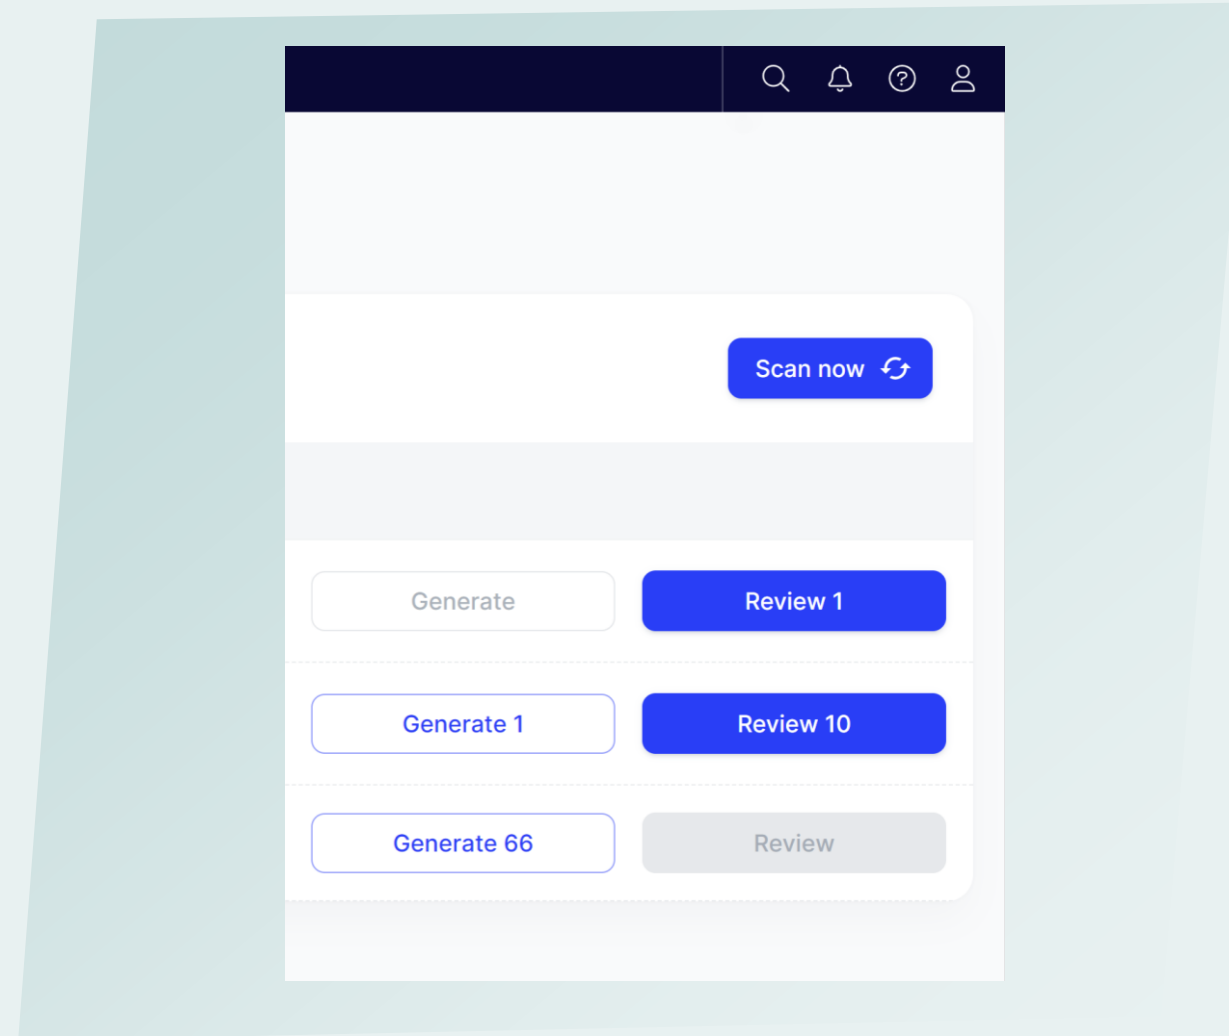 Scan now
Generate
Review 1
Generate 1
Review 10
Generate 66
Review